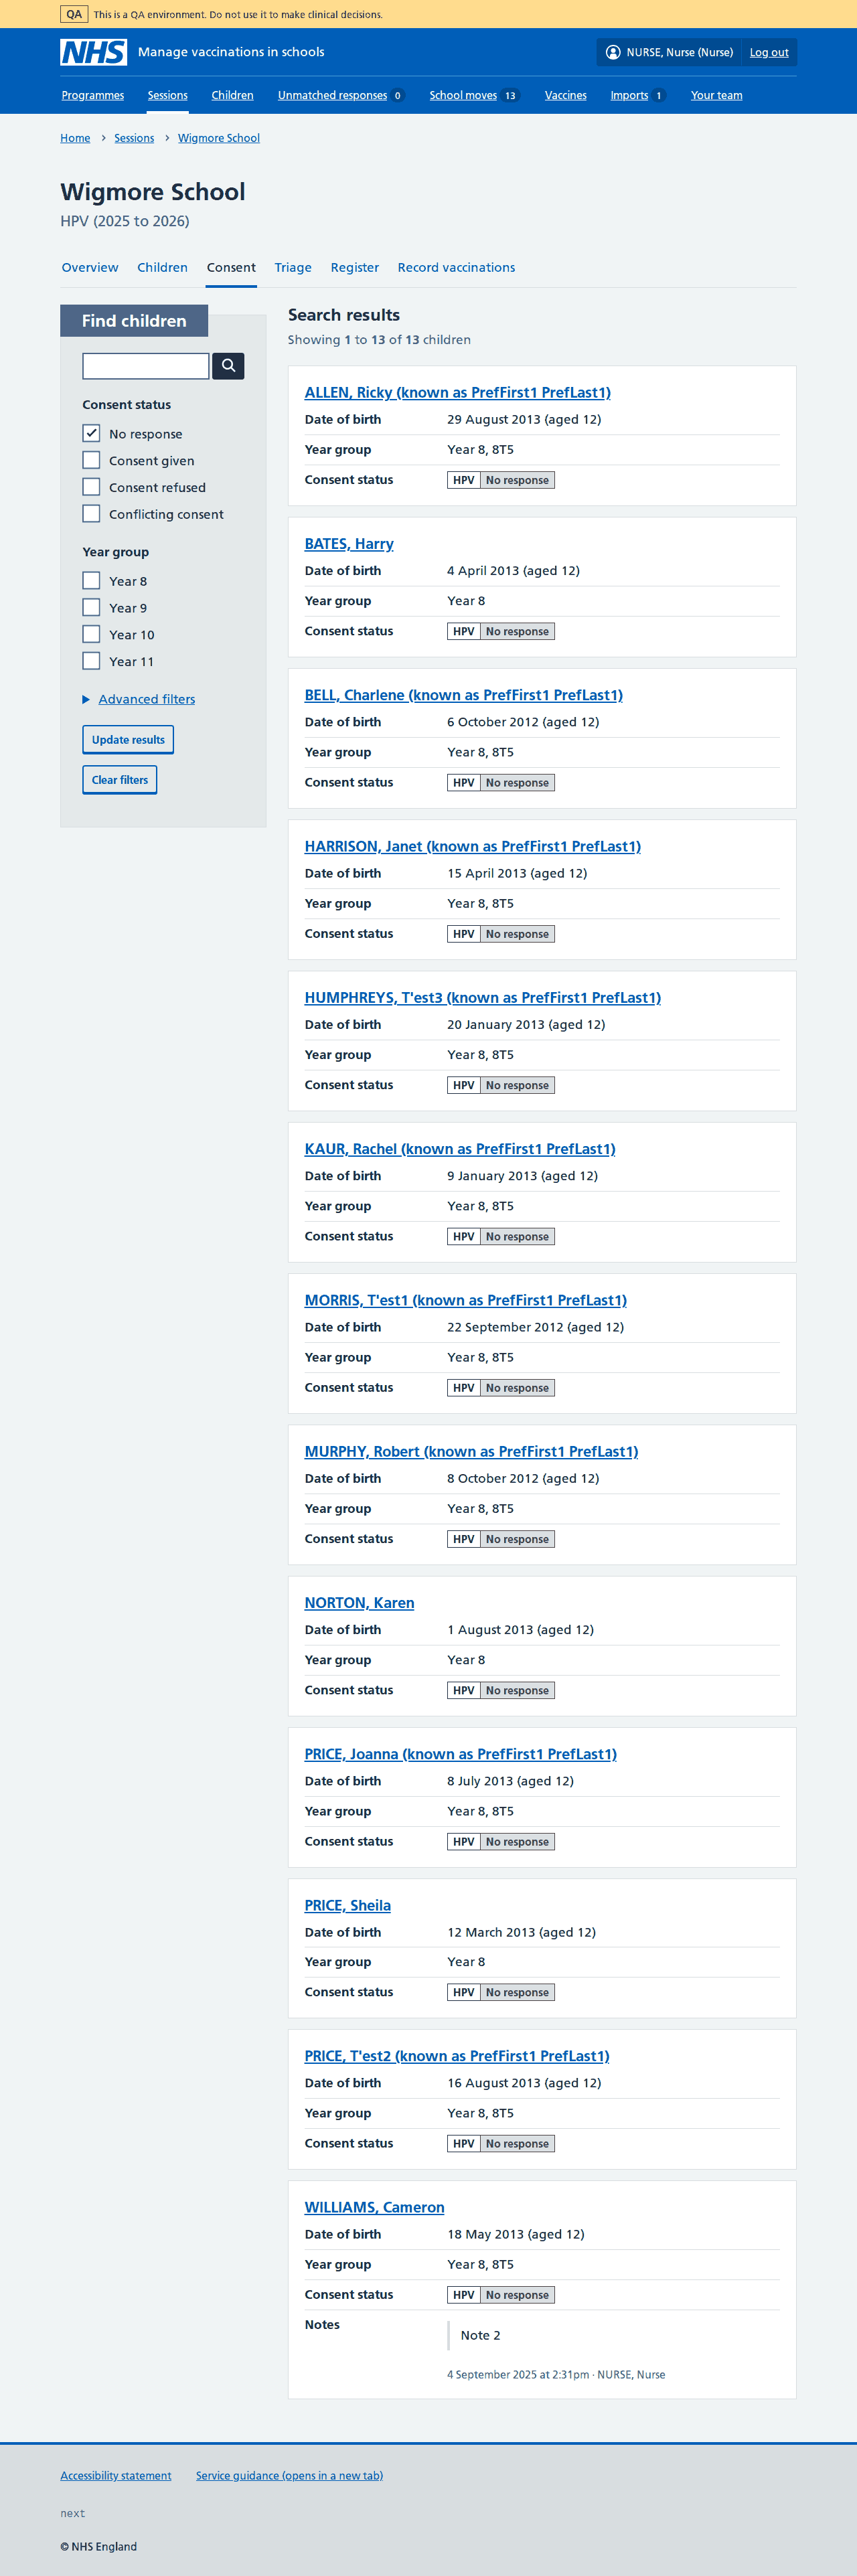 QA This is a QA environment. Do not use it to make clinical decisions.
NHS Manage vaccinations in schools NURSE, Nurse (Nurse) Log out
Programmes Sessions Children Unmatched responses 0 School moves 13 Vaccines Imports 1 Your team
Home Sessions Wigmore School
Wigmore School
HPV (2025 to 2026)
Overview Children Consent Triage Register Record vaccinations
Find children
Consent status
No response
Consent given
Consent refused
Conflicting consent
Year group
Year 8
Year 9
Year 10
Year 11
Advanced filters
Update results
Clear filters
Search results
Showing 1 to 13 of 13 children
ALLEN, Ricky (known as PrefFirst1 PrefLast1)
Date of birth 29 August 2013 (aged 12)
Year group Year 8, 8T5
Consent status HPV No response
BATES, Harry
Date of birth 4 April 2013 (aged 12)
Year group Year 8
Consent status HPV No response
BELL, Charlene (known as PrefFirst1 PrefLast1)
Date of birth 6 October 2012 (aged 12)
Year group Year 8, 8T5
Consent status HPV No response
HARRISON, Janet (known as PrefFirst1 PrefLast1)
Date of birth 15 April 2013 (aged 12)
Year group Year 8, 8T5
Consent status HPV No response
HUMPHREYS, T'est3 (known as PrefFirst1 PrefLast1)
Date of birth 20 January 2013 (aged 12)
Year group Year 8, 8T5
Consent status HPV No response
KAUR, Rachel (known as PrefFirst1 PrefLast1)
Date of birth 9 January 2013 (aged 12)
Year group Year 8, 8T5
Consent status HPV No response
MORRIS, T'est1 (known as PrefFirst1 PrefLast1)
Date of birth 22 September 2012 (aged 12)
Year group Year 8, 8T5
Consent status HPV No response
MURPHY, Robert (known as PrefFirst1 PrefLast1)
Date of birth 8 October 2012 (aged 12)
Year group Year 8, 8T5
Consent status HPV No response
NORTON, Karen
Date of birth 1 August 2013 (aged 12)
Year group Year 8
Consent status HPV No response
PRICE, Joanna (known as PrefFirst1 PrefLast1)
Date of birth 8 July 2013 (aged 12)
Year group Year 8, 8T5
Consent status HPV No response
PRICE, Sheila
Date of birth 12 March 2013 (aged 12)
Year group Year 8
Consent status HPV No response
PRICE, T'est2 (known as PrefFirst1 PrefLast1)
Date of birth 16 August 2013 (aged 12)
Year group Year 8, 8T5
Consent status HPV No response
WILLIAMS, Cameron
Date of birth 18 May 2013 (aged 12)
Year group Year 8, 8T5
Consent status HPV No response
Notes Note 2
4 September 2025 at 2:31pm · NURSE, Nurse
Accessibility statement Service guidance (opens in a new tab)
next
© NHS England